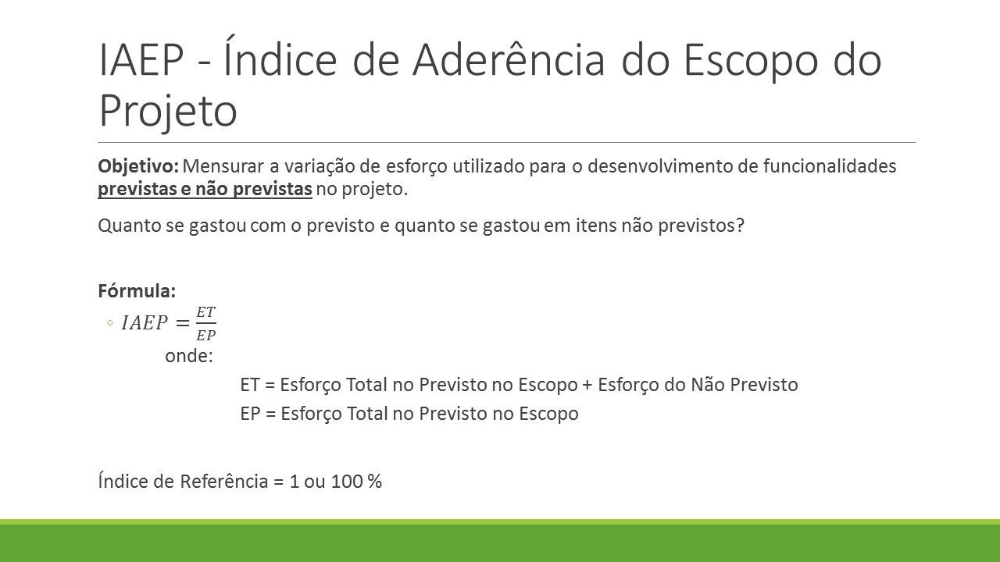 IAEP - Índice de Aderência do Escopo do
Projeto
Objetivo: Mensurar a variação de esforço utilizado para o desenvolvimento de funcionalidades
previstas e não previstas no projeto.
Quanto se gastou com o previsto e quanto se gastou em itens não previstos?
Fórmula:
◦ IAEP = ET/EP
onde:
ET = Esforço Total no Previsto no Escopo + Esforço do Não Previsto
EP = Esforço Total no Previsto no Escopo
Índice de Referência = 1 ou 100 %